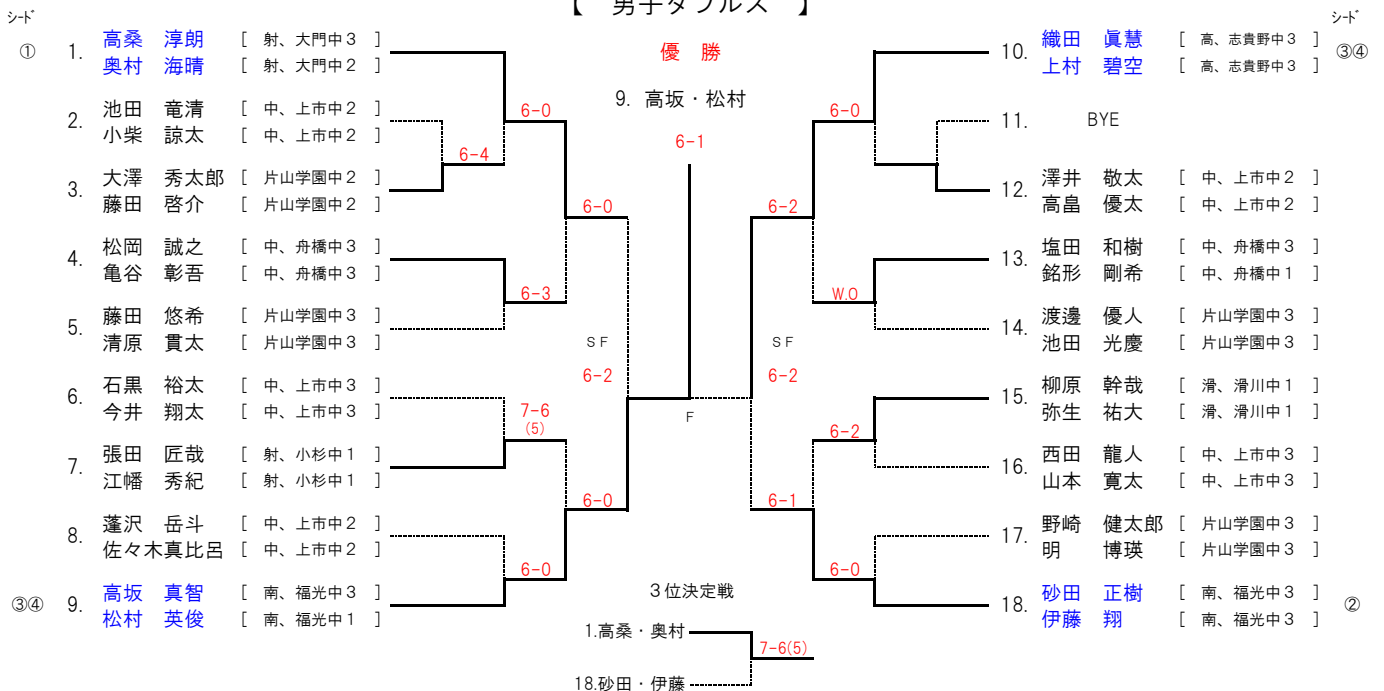 【　男子ダブルス　】
シード
シード
① 1. 高桑　淳朗 [ 射、大門中３ ]
奥村　海晴 [ 射、大門中２ ]
2. 池田　竜清 [ 中、上市中２ ]
小柴　諒太 [ 中、上市中２ ]
3. 大澤　秀太郎 [ 片山学園中２ ]
藤田　啓介 [ 片山学園中２ ]
4. 松岡　誠之 [ 中、舟橋中３ ]
亀谷　彰吾 [ 中、舟橋中３ ]
5. 藤田　悠希 [ 片山学園中３ ]
清原　貫太 [ 片山学園中３ ]
6. 石黒　裕太 [ 中、上市中３ ]
今井　翔太 [ 中、上市中３ ]
7. 張田　匠哉 [ 射、小杉中１ ]
江幡　秀紀 [ 射、小杉中１ ]
8. 蓬沢　岳斗 [ 中、上市中２ ]
佐々木真比呂 [ 中、上市中２ ]
③④ 9. 高坂　真智 [ 南、福光中３ ]
松村　英俊 [ 南、福光中１ ]
6-0
6-4
6-0
6-3
7-6
(5)
6-0
6-0
ＳＦ
6-2
優　勝
9. 高坂・松村
6-1
Ｆ
ＳＦ
6-2
6-0
6-2
W.O
6-2
6-1
6-0
10. 織田　眞慧 [ 高、志貴野中３ ] ③④
上村　碧空 [ 高、志貴野中３ ]
11. BYE
12. 澤井　敬太 [ 中、上市中２ ]
高畠　優太 [ 中、上市中２ ]
13. 塩田　和樹 [ 中、舟橋中３ ]
銘形　剛希 [ 中、舟橋中１ ]
14. 渡邊　優人 [ 片山学園中３ ]
池田　光慶 [ 片山学園中３ ]
15. 柳原　幹哉 [ 滑、滑川中１ ]
弥生　祐大 [ 滑、滑川中１ ]
16. 西田　龍人 [ 中、上市中３ ]
山本　寛太 [ 中、上市中３ ]
17. 野崎　健太郎 [ 片山学園中３ ]
明　　博瑛 [ 片山学園中３ ]
18. 砂田　正樹 [ 南、福光中３ ] ②
伊藤　翔 [ 南、福光中３ ]
３位決定戦
1.高桑・奥村
7-6(5)
18.砂田・伊藤